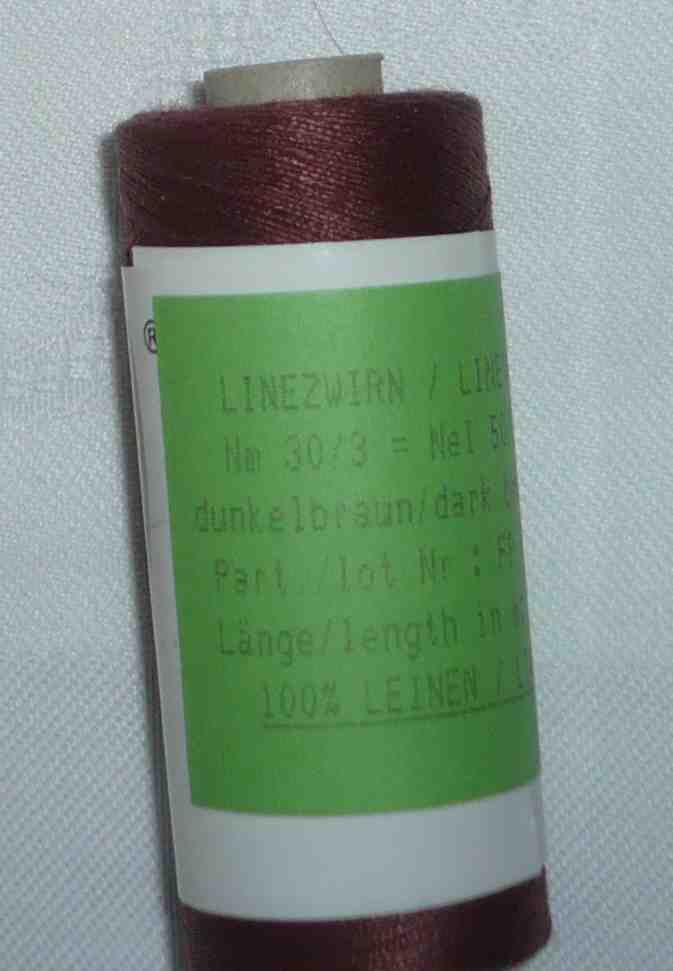 ®
LINEZWIRN / LINE
Nm 30/3 = Nel 50
dunkelbraun/dark
Part./lot Nr :
Länge/length in
100% LEINEN /